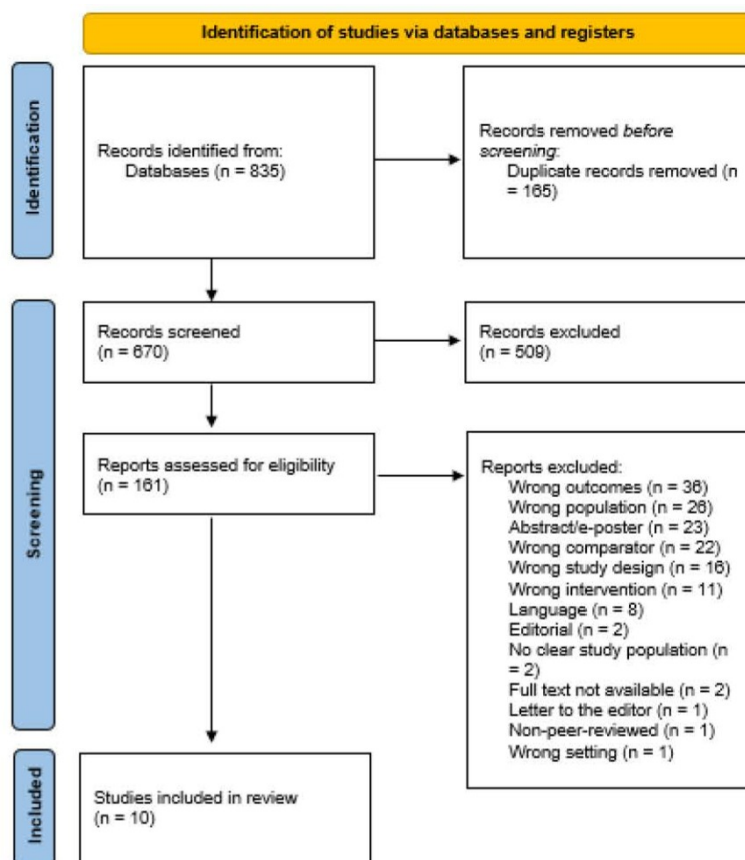 Identification of studies via databases and registers
Identification
Records identified from:
Databases (n = 835)
Records removed before
screening:
Duplicate records removed (n
= 165)
Screening
Records screened
(n = 670)
Records excluded
(n = 509)
Reports assessed for eligibility
(n = 161)
Reports excluded:
Wrong outcomes (n = 36)
Wrong population (n = 26)
Abstract/e-poster (n = 23)
Wrong comparator (n = 22)
Wrong study design (n = 16)
Wrong intervention (n = 11)
Language (n = 8)
Editorial (n = 2)
No clear study population (n
= 2)
Full text not available (n = 2)
Letter to the editor (n = 1)
Non-peer-reviewed (n = 1)
Wrong setting (n = 1)
Included
Studies included in review
(n = 10)